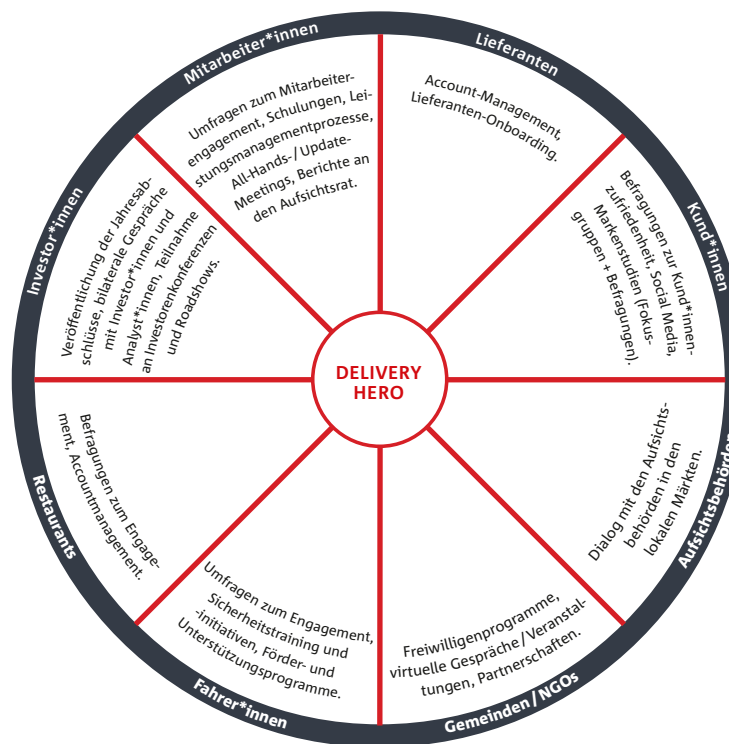 Mitarbeiter*innen
Umfragen zum Mitarbeiter-
engagement, Schulungen, Lei-
stungsmanagementprozesse,
All-Hands-/Update-
Meetings, Berichte an
den Aufsichtsrat.
Lieferanten
Account-Management,
Lieferanten-Onboarding.
Kund*innen
Befragungen zur Kund*innen-
zufriedenheit, Social Media,
Markenstudien (Fokus-
gruppen + Befragungen).
Aufsichtsbehörden
Dialog mit den Aufsichts-
behörden in den
lokalen Märkten.
Gemeinden/NGOs
Freiwilligenprogramme,
virtuelle Gespräche/Veranstal-
tungen, Partnerschaften.
Fahrer*innen
Umfragen zum Engagement,
Sicherheitstraining und
-initiativen, Förder- und
Unterstützungsprogramme.
Restaurants
Befragungen zum Engage-
ment, Accountmanagement.
Investor*innen
Veröffentlichung der Jahresab-
schlüsse, bilaterale Gespräche
mit Investor*innen und
Analyst*innen, Teilnahme
an Investorenkonferenzen
und Roadshows.
DELIVERY
HERO